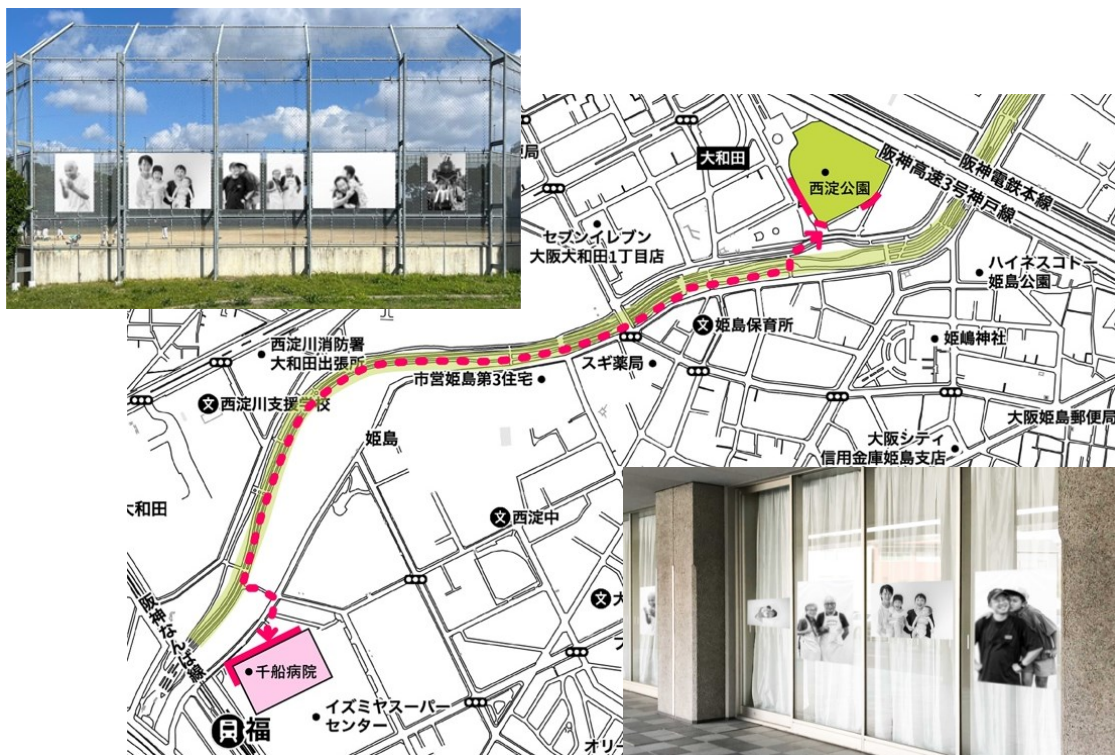 大和田
西淀公園
阪神電鉄本線
阪神高速3号神戸線
セブンイレブン
大阪大和田1丁目店
ハイネスコトー
姫島公園
文 姫島保育所
姫嶋神社
西淀川消防署
大和田出張所
スギ薬局
市営姫島第3住宅
文 西淀川支援学校
大阪姫島郵便局
姫島
大阪シティ
信用金庫姫島支店
大和田
文 西淀中
文
阪神なんば線
千船病院
イズミヤスーパー
センター
福